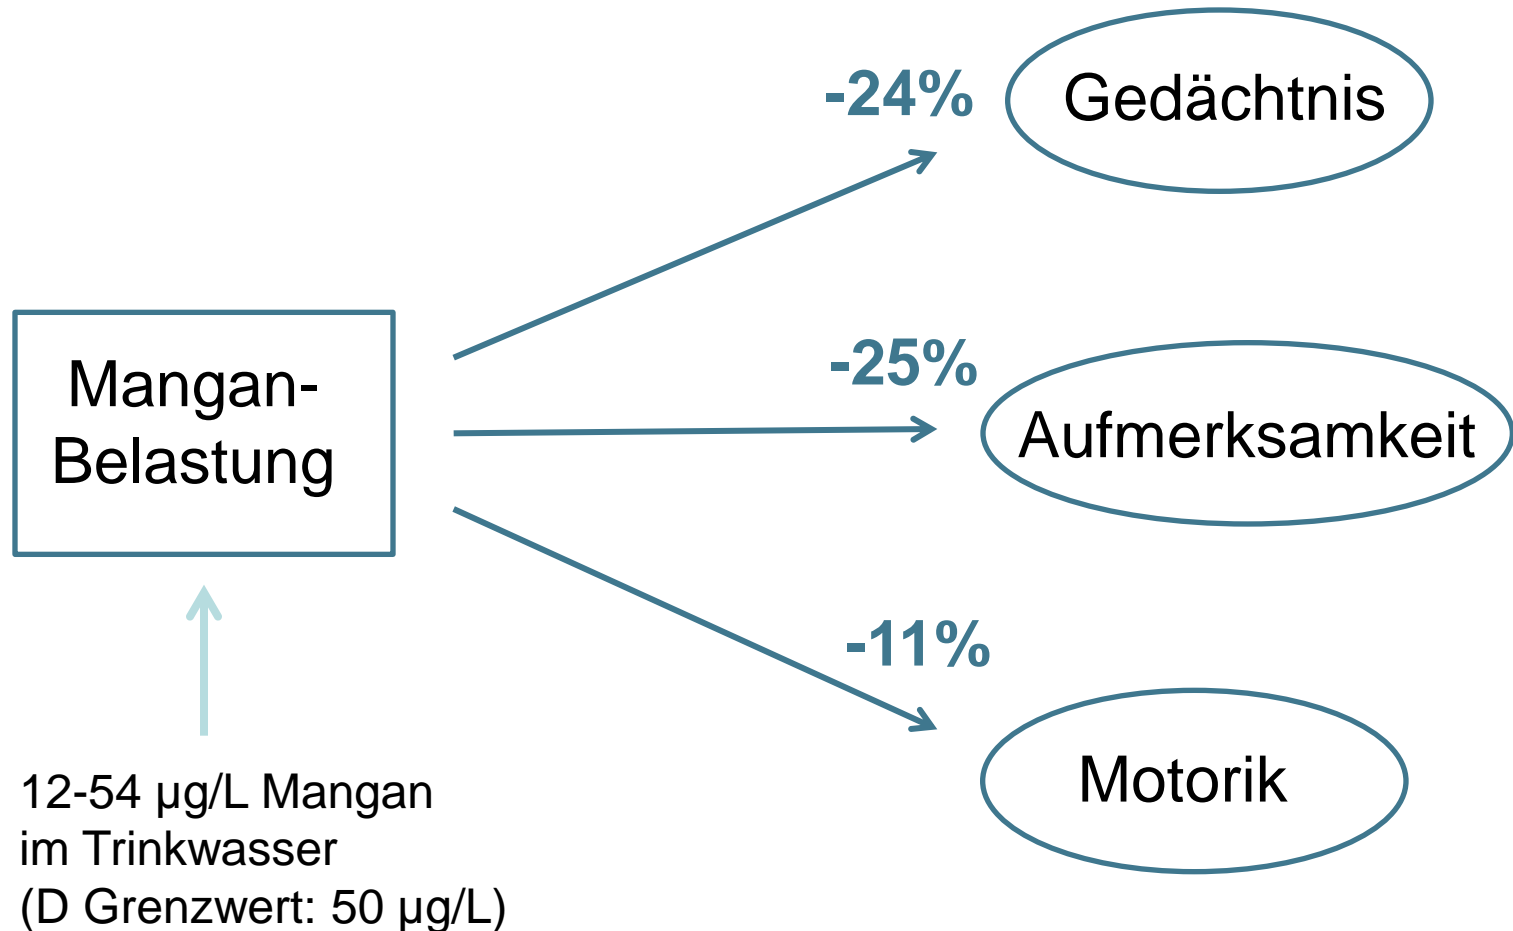 -24%
Gedächtnis
Mangan-
Belastung
-25%
Aufmerksamkeit
-11%
Motorik
12-54 µg/L Mangan
im Trinkwasser
(D Grenzwert: 50 µg/L)